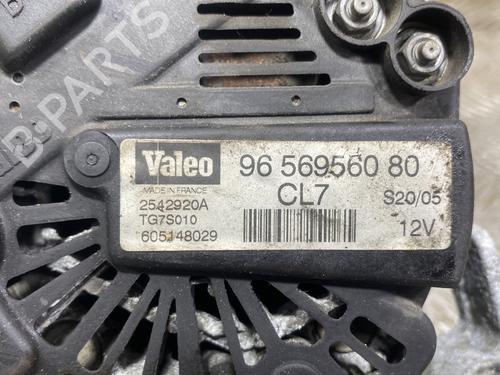 B-PARTS
Valeo
MADE IN FRANCE
2542920A
TG7S010
605148029
96 569560 80
CL7
S20/05
12V